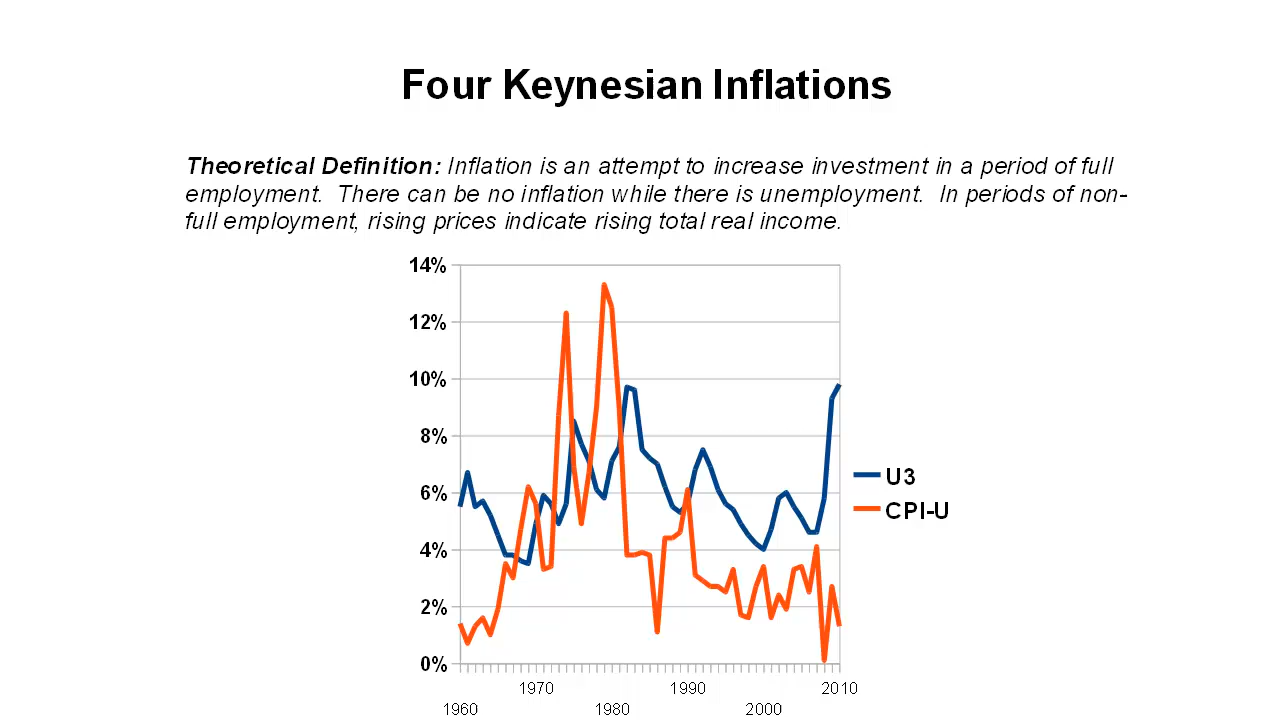 Four Keynesian Inflations
Theoretical Definition: Inflation is an attempt to increase investment in a period of full
employment.  There can be no inflation while there is unemployment.  In periods of non-
full employment, rising prices indicate rising total real income.
14%
12%
10%
8%
6%
4%
2%
0%
U3
CPI-U
1970
1990
2010
1960
1980
2000